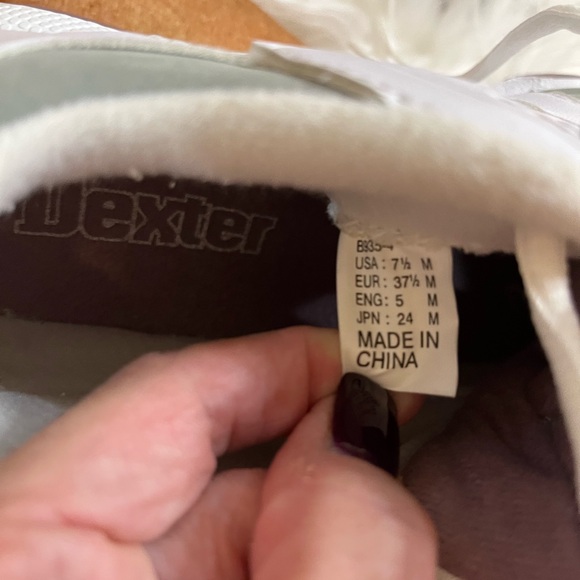 Dexter
B935-4
USA: 7½ M
EUR: 37½ M
ENG: 5 M
JPN: 24 M
MADE IN
CHINA